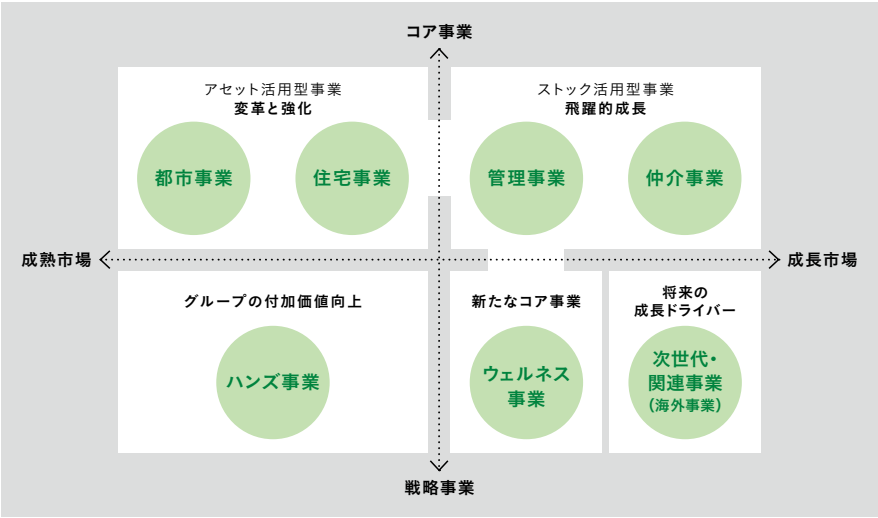 コア事業
アセット活用型事業
変革と強化
都市事業
住宅事業
ストック活用型事業
飛躍的成長
管理事業
仲介事業
成熟市場
成長市場
グループの付加価値向上
ハンズ事業
新たなコア事業
ウェルネス
事業
将来の
成長ドライバー
次世代・
関連事業
(海外事業)
戦略事業